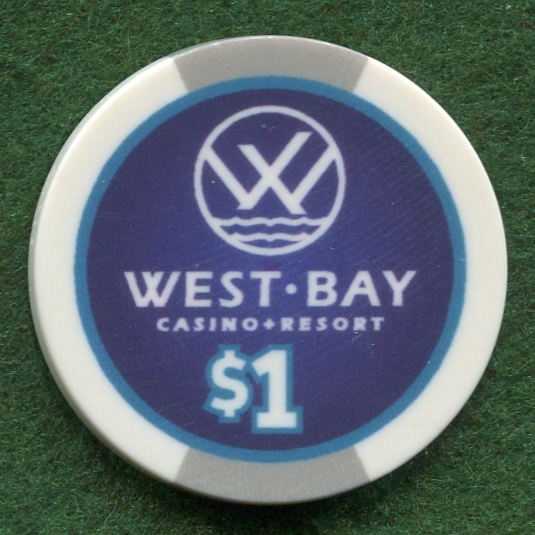 W
WEST·BAY
CASINO+RESORT
$1